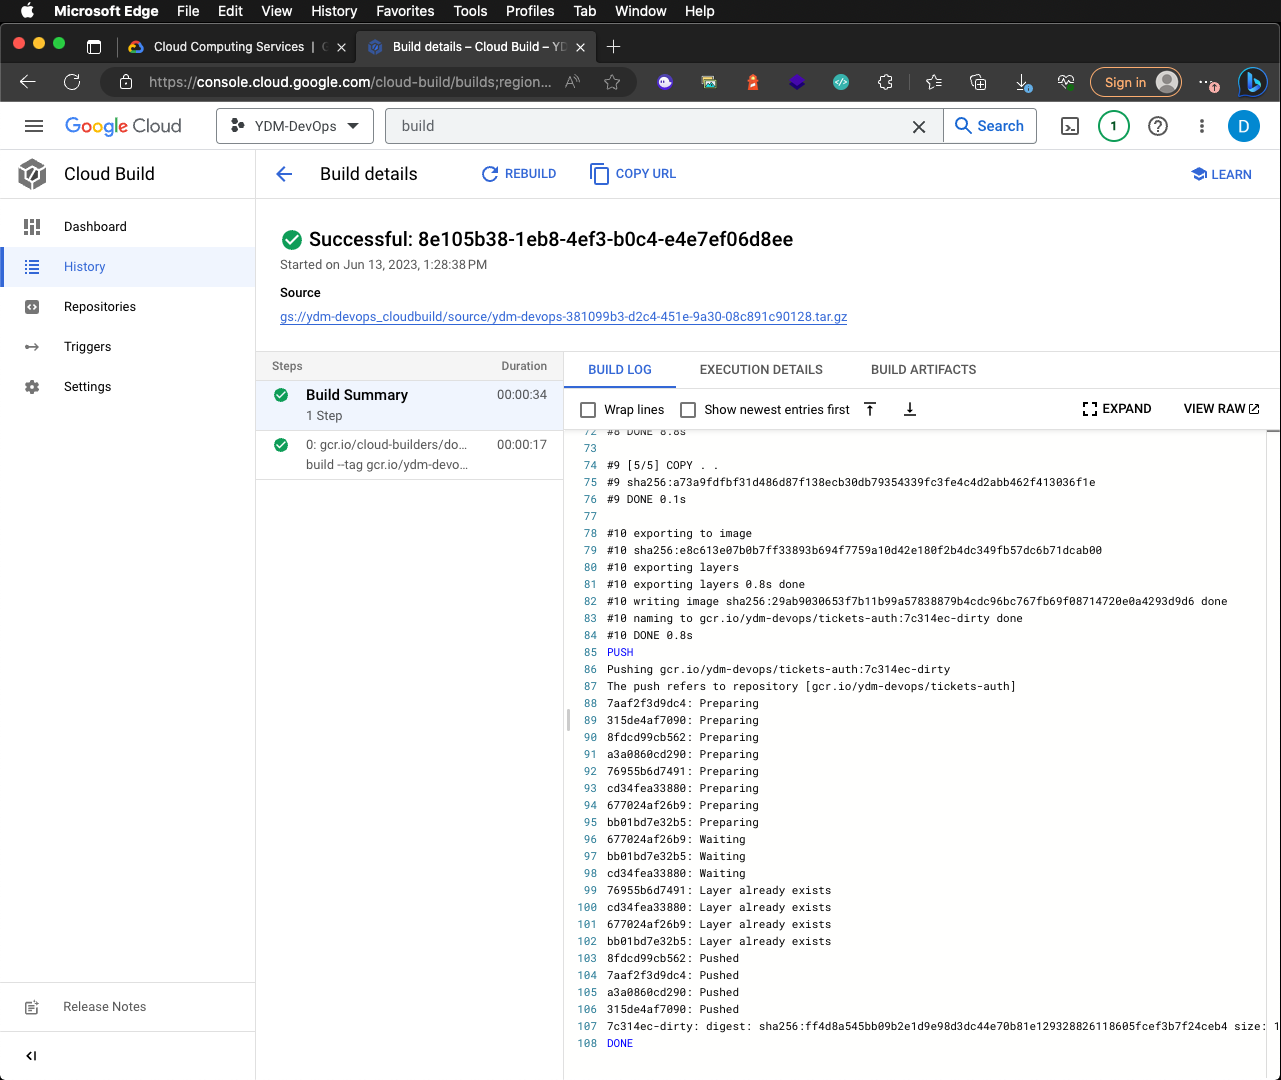 Microsoft Edge File Edit View History Favorites Tools Profiles Tab Window Help
Cloud Computing Services | Build details – Cloud Build – YD
https://console.cloud.google.com/cloud-build/builds;region... Sign in
Google Cloud YDM-DevOps build Search 1 D
Cloud Build Build details REBUILD COPY URL LEARN
Dashboard
History
Repositories
Triggers
Settings
Release Notes
Successful: 8e105b38-1eb8-4ef3-b0c4-e4e7ef06d8ee
Started on Jun 13, 2023, 1:28:38 PM
Source
gs://ydm-devops_cloudbuild/source/ydm-devops-381099b3-d2c4-451e-9a30-08c891c90128.tar.gz
Steps Duration
Build Summary 00:00:34
1 Step
0: gcr.io/cloud-builders/do... 00:00:17
build --tag gcr.io/ydm-devo...
BUILD LOG EXECUTION DETAILS BUILD ARTIFACTS
Wrap lines Show newest entries first EXPAND VIEW RAW
72 #8 DONE 8.8s
73
74 #9 [5/5] COPY . .
75 #9 sha256:a73a9fdfbf31d486d87f138ecb30db79354339fc3fe4c4d2abb462f413036f1e
76 #9 DONE 0.1s
77
78 #10 exporting to image
79 #10 sha256:e8c613e07b0b7ff33893b694f7759a10d42e180f2b4dc349fb57dc6b71dcab00
80 #10 exporting layers
81 #10 exporting layers 0.8s done
82 #10 writing image sha256:29ab9030653f7b11b99a57838879b4cdc96bc767fb69f08714720e0a4293d9d6 done
83 #10 naming to gcr.io/ydm-devops/tickets-auth:7c314ec-dirty done
84 #10 DONE 0.8s
85 PUSH
86 Pushing gcr.io/ydm-devops/tickets-auth:7c314ec-dirty
87 The push refers to repository [gcr.io/ydm-devops/tickets-auth]
88 7aaf2f3d9dc4: Preparing
89 315de4af7090: Preparing
90 8fdcd99cb562: Preparing
91 a3a0860cd290: Preparing
92 76955b6d7491: Preparing
93 cd34fea33880: Preparing
94 677024af26b9: Preparing
95 bb01bd7e32b5: Preparing
96 677024af26b9: Waiting
97 bb01bd7e32b5: Waiting
98 cd34fea33880: Waiting
99 76955b6d7491: Layer already exists
100 cd34fea33880: Layer already exists
101 677024af26b9: Layer already exists
102 bb01bd7e32b5: Layer already exists
103 8fdcd99cb562: Pushed
104 7aaf2f3d9dc4: Pushed
105 a3a0860cd290: Pushed
106 315de4af7090: Pushed
107 7c314ec-dirty: digest: sha256:ff4d8a545bb09b2e1d9e98d3dc44e70b81e129328826118605fcef3b7f24ceb4 size: 1
108 DONE